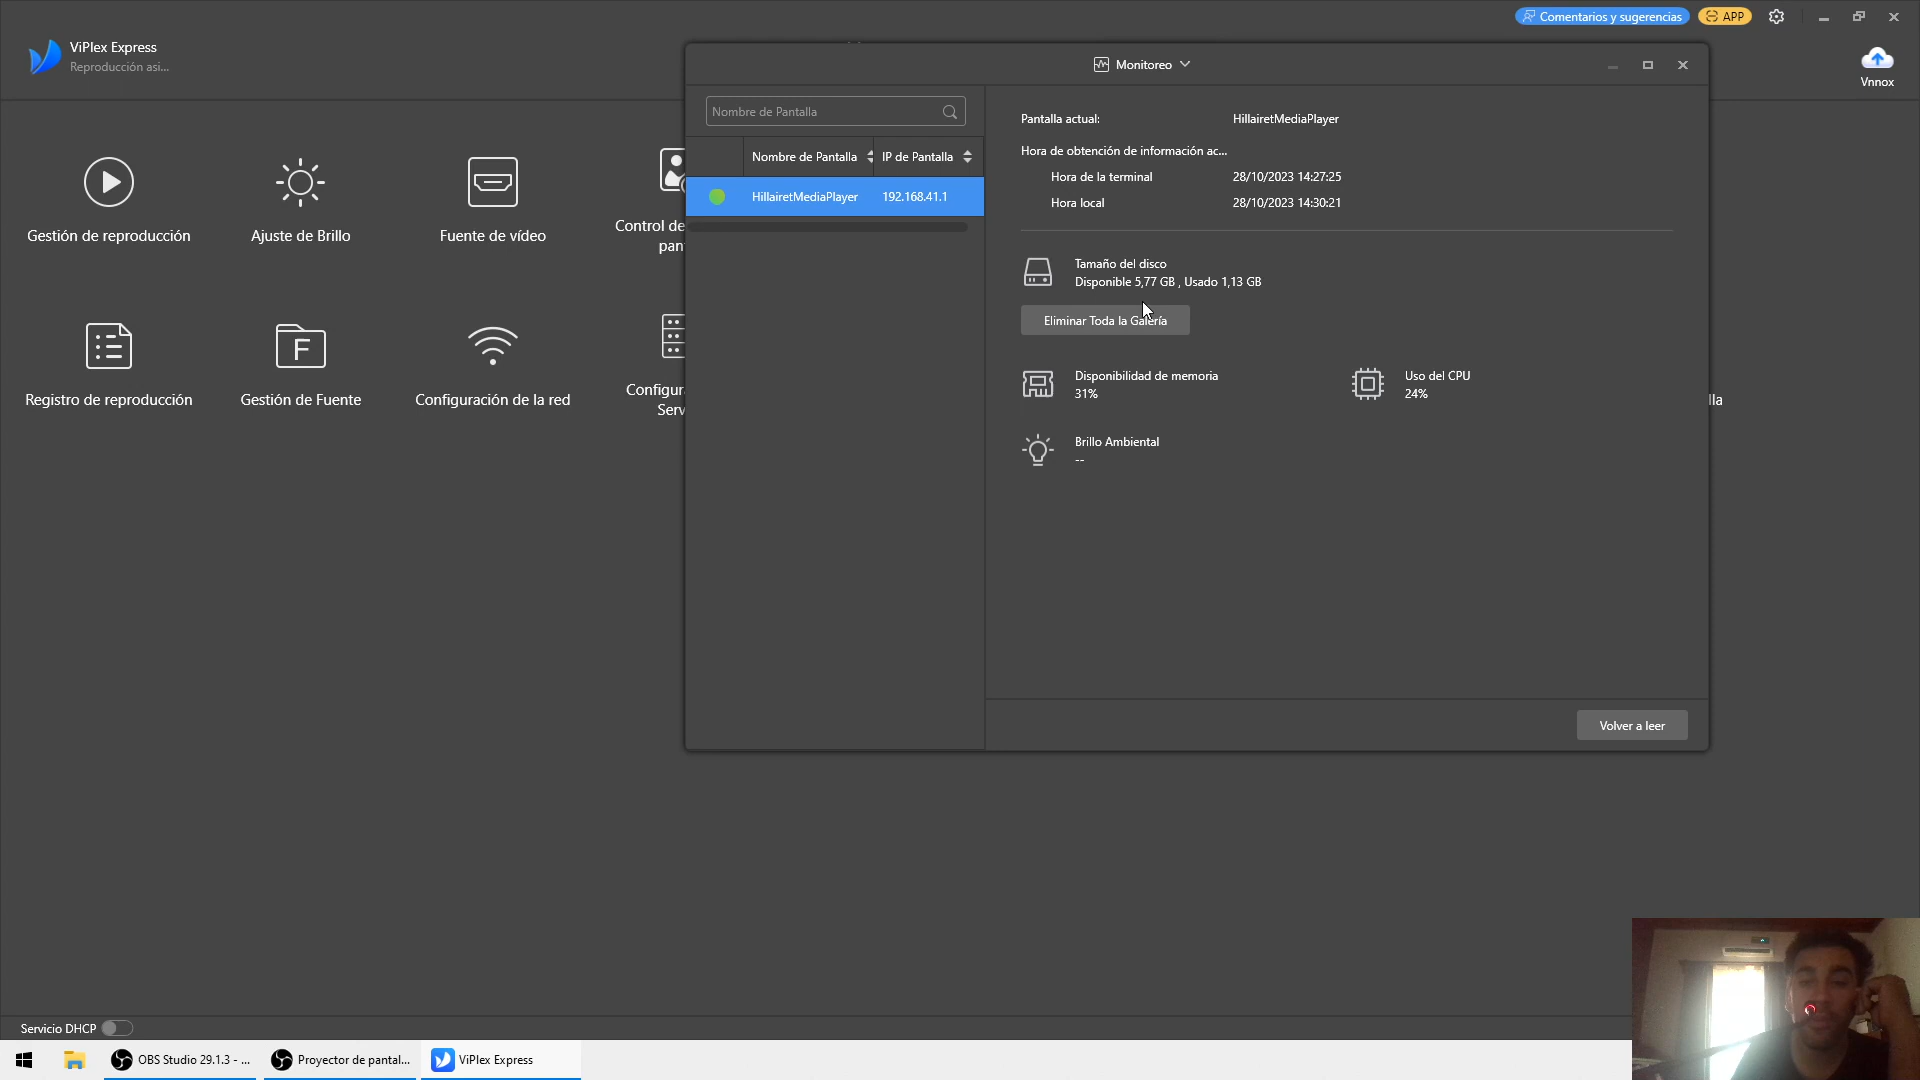 Comentarios y sugerencias
APP
ViPlex Express
Reproducción asi...
Vnnox
Monitoreo
Nombre de Pantalla
Nombre de Pantalla
IP de Pantalla
HillairetMediaPlayer
192.168.41.1
Pantalla actual:
HillairetMediaPlayer
Hora de obtención de información ac...
Hora de la terminal
28/10/2023 14:27:25
Hora local
28/10/2023 14:30:21
Tamaño del disco
Disponible 5,77 GB , Usado 1,13 GB
Eliminar Toda la Galería
Disponibilidad de memoria
31%
Uso del CPU
24%
Brillo Ambiental
--
Volver a leer
Gestión de reproducción
Ajuste de Brillo
Fuente de vídeo
Control de
pant
Registro de reproducción
F
Gestión de Fuente
Configuración de la red
Configura
Serv
lla
Servicio DHCP
OBS Studio 29.1.3 - ...
Proyector de pantal...
ViPlex Express